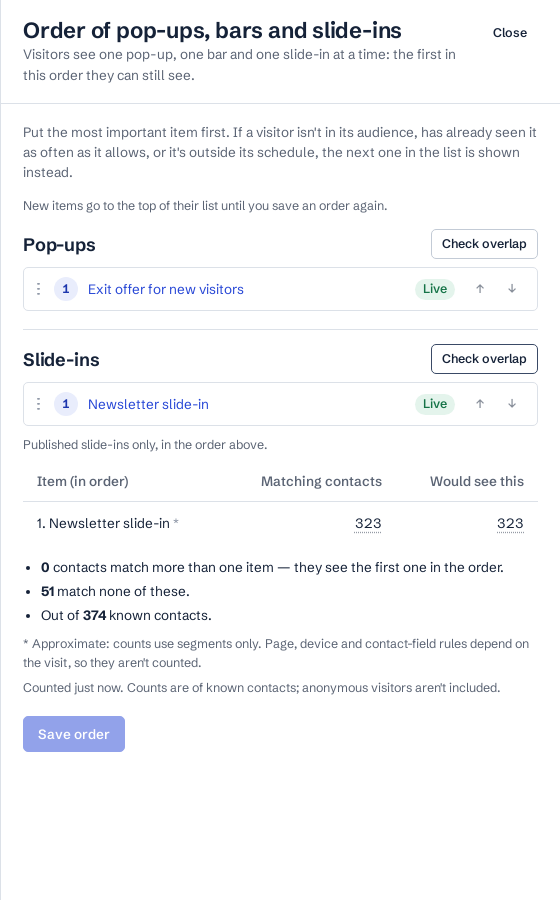 Order of pop-ups, bars and slide-ins
Close
Visitors see one pop-up, one bar and one slide-in at a time: the first in
this order they can still see.
Put the most important item first. If a visitor isn't in its audience, has already seen it
as often as it allows, or it's outside its schedule, the next one in the list is shown
instead.
New items go to the top of their list until you save an order again.
Pop-ups
Check overlap
1 Exit offer for new visitors Live ↑ ↓
Slide-ins
Check overlap
1 Newsletter slide-in Live ↑ ↓
Published slide-ins only, in the order above.
Item (in order) Matching contacts Would see this
1. Newsletter slide-in * 323 323
• 0 contacts match more than one item — they see the first one in the order.
• 51 match none of these.
• Out of 374 known contacts.
* Approximate: counts use segments only. Page, device and contact-field rules depend on
the visit, so they aren't counted.
Counted just now. Counts are of known contacts; anonymous visitors aren't included.
Save order